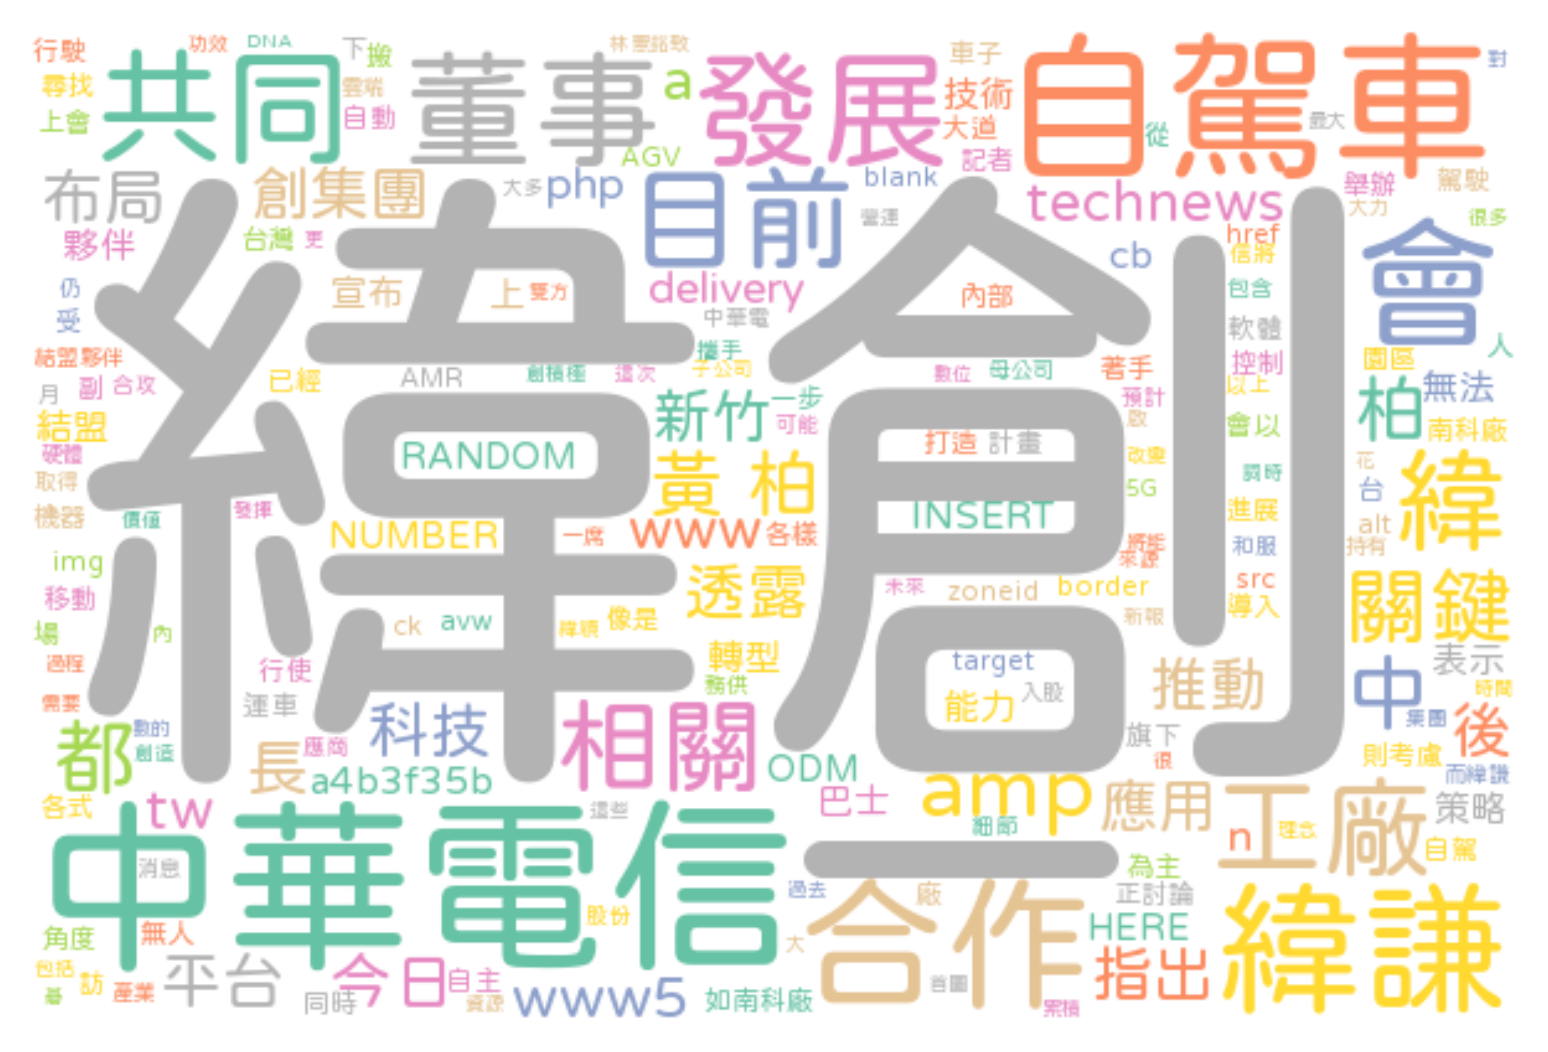 行駛 功效 DNA 下 搬 林 車子 對
尋找 共同 雲端 董事 a 發展 技術 自駕車
上會 自動 AGV 大道 記者 從 最大
布局 創集團 大多 php 目前 blank 營運 technews 舉辦 駕駛
夥伴 台灣 更 大力 很多
緯創
宣布 上 雙方 delivery 中華電 內部 cb href 信將 會
仍 受 包含
結盟夥伴 攜手 軟體 人
月 副 合攻 已經 AMR 創積極 這次 子公司 數位 母公司 著手 控制 園區
以上 柏 無法
結盟 新竹 一步 可能 預計 啟 會以 南科廠
硬體 RANDOM 打造 計畫 改變
取得 黃 柏 5G 同時 花 台 緯
機器 價值 發揮 INSERT 進展 alt
img NUMBER 一席 www 各樣 將能 來源 和服 持有
移動 透露 未來 zoneid border src 關鍵
場 內 ck avw 緯穎 像是 新報 導入
過程 行使 轉型 target 推動 中 表示
需要 運車 務供 能力 入股 時間
都 數的 創造 科技 相關 旗下 集團 後
長 應商 a4b3f35b ODM 很 則考慮 而緯謙
各式 tw 這些 巴士 amp 應用 工廠 策略
中華電信 細節 n 理念 自駕
消息 一 為主
過去 廠 正討論
角度 無人 股份 合作 HERE 緯謙
大
包括 訪 產業 平台 今日 自主 首圖 指出
碁 同時 資源 www5 如南科廠 累積